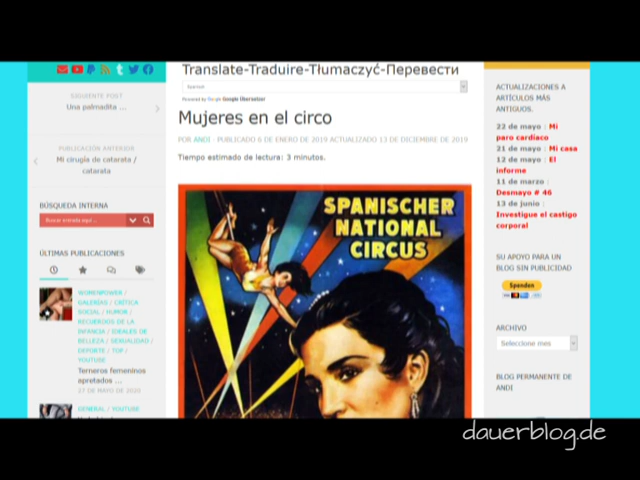 Translate-Traduire-Tłumaczyć-Перевести
Spanish
Powered by Google Übersetzer
SIGUIENTE POST
Una palmadita ...
PUBLICACIÓN ANTERIOR
Mi cirugía de catarata /
catarata
BÚSQUEDA INTERNA
Buscar entrada aquí ...
ÚLTIMAS PUBLICACIONES
WOMENPOWER /
GALERÍAS / CRÍTICA
SOCIAL / HUMOR /
RECUERDOS DE LA
INFANCIA / IDEALES DE
BELLEZA / SEXUALIDAD /
DEPORTE / TOP /
YOUTUBE
Terneros femeninos
apretados ...
27 DE MAYO DE 2020
GENERAL / YOUTUBE
Mujeres en el circo
POR ANDI · PUBLICADO 6 DE ENERO DE 2019 ACTUALIZADO 13 DE DICIEMBRE DE 2019
Tiempo estimado de lectura: 3 minutos.
SPANISCHER
NATIONAL
CIRCUS
ACTUALIZACIONES A
ARTÍCULOS MÁS
ANTIGUOS.
22 de mayo : Mi
paro cardíaco
21 de mayo : Mi casa
12 de mayo : El
informe
11 de marzo :
Desmayo # 46
13 de junio :
Investigue el castigo
corporal
SU APOYO PARA UN
BLOG SIN PUBLICIDAD
Spenden
ARCHIVO
Seleccione mes
BLOG PERMANENTE DE
ANDI
dauerblog.de